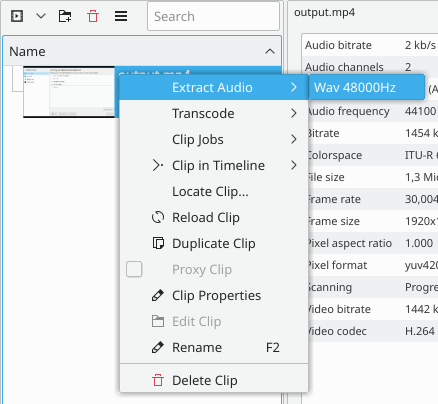 Search
output.mp4
Name
output.mp4
Audio bitrate 2 kb/s
Audio channels 2
Extract Audio
Wav 48000Hz
Transcode
Audio frequency 44100
Clip Jobs
Bitrate 1454 k
Clip in Timeline
Colorspace ITU-R
Locate Clip...
File size 1,3 Mi
Reload Clip
Frame rate 30,004
Duplicate Clip
Frame size 1920x1
Pixel aspect ratio 1.000
Proxy Clip
Pixel format yuv420
Clip Properties
Scanning Progre
Edit Clip
Video bitrate 1442 k
Rename F2
Video codec H.264
Delete Clip